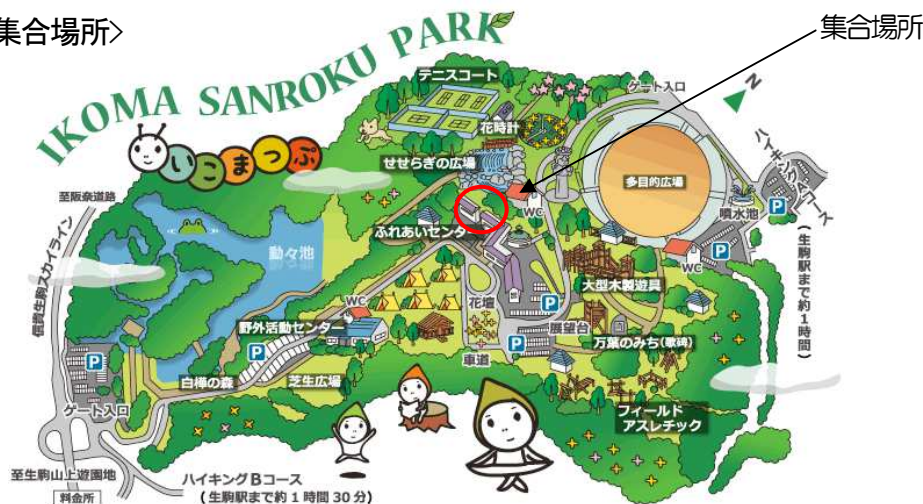 集合場所>
集合場所
IKOMA SANROKU PARK
いこまっぷ
テニスコート
ゲート入口
N
花時計
せせらぎの広場
多目的広場
ハイキングAコース
(生駒駅まで約1時間)
至阪奈道路
信貴生駒スカイライン
WC
噴水池
P
ふれあいセンター
動々池
P
WC
大型木製遊具
WC
花壇
P
展望台
野外活動センター
P
万葉のみち(歌碑)
車道
P
白樺の森
芝生広場
ゲート入口
フィールド
アスレチック
至生駒山上遊園地
料金所
ハイキングBコース
(生駒駅まで約1時間30分)